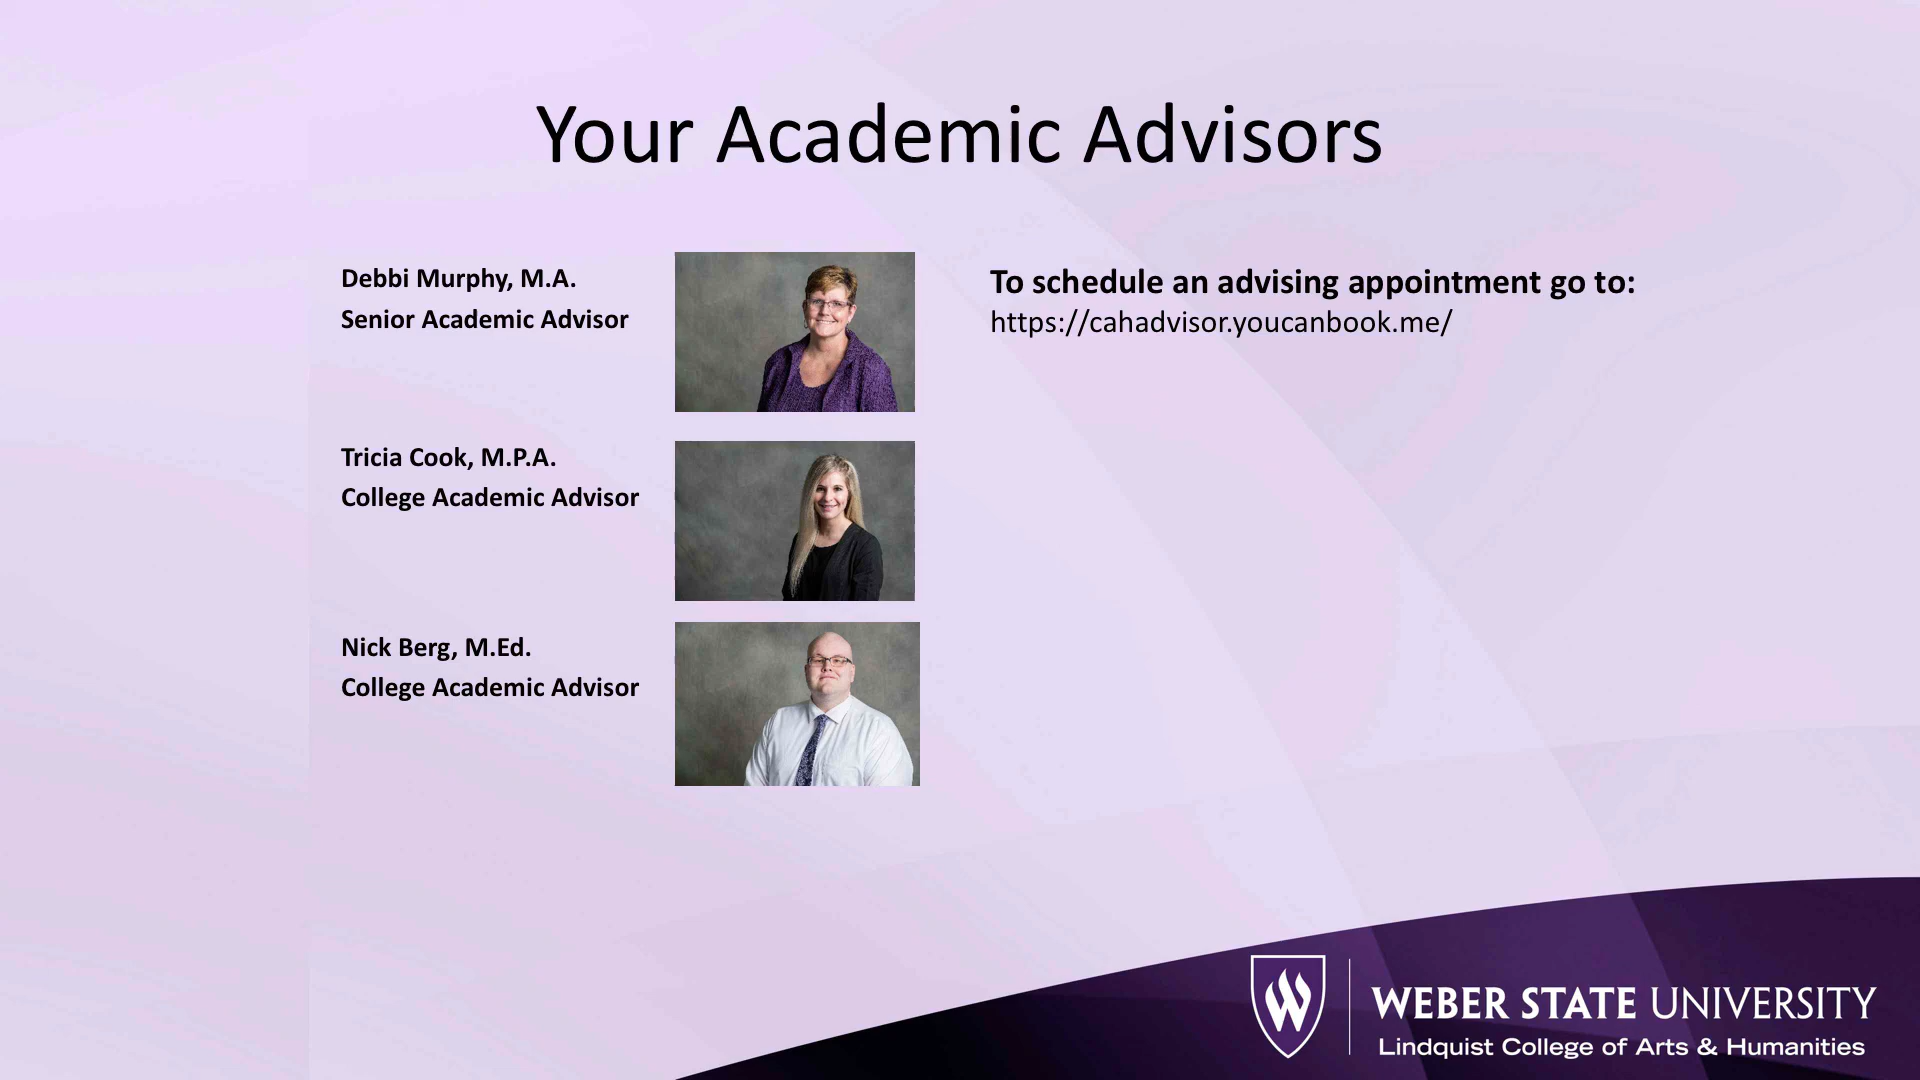 Your Academic Advisors
Debbi Murphy, M.A.
Senior Academic Advisor
To schedule an advising appointment go to:
https://cahadvisor.youcanbook.me/
Tricia Cook, M.P.A.
College Academic Advisor
Nick Berg, M.Ed.
College Academic Advisor
WEBER STATE UNIVERSITY
Lindquist College of Arts & Humanities